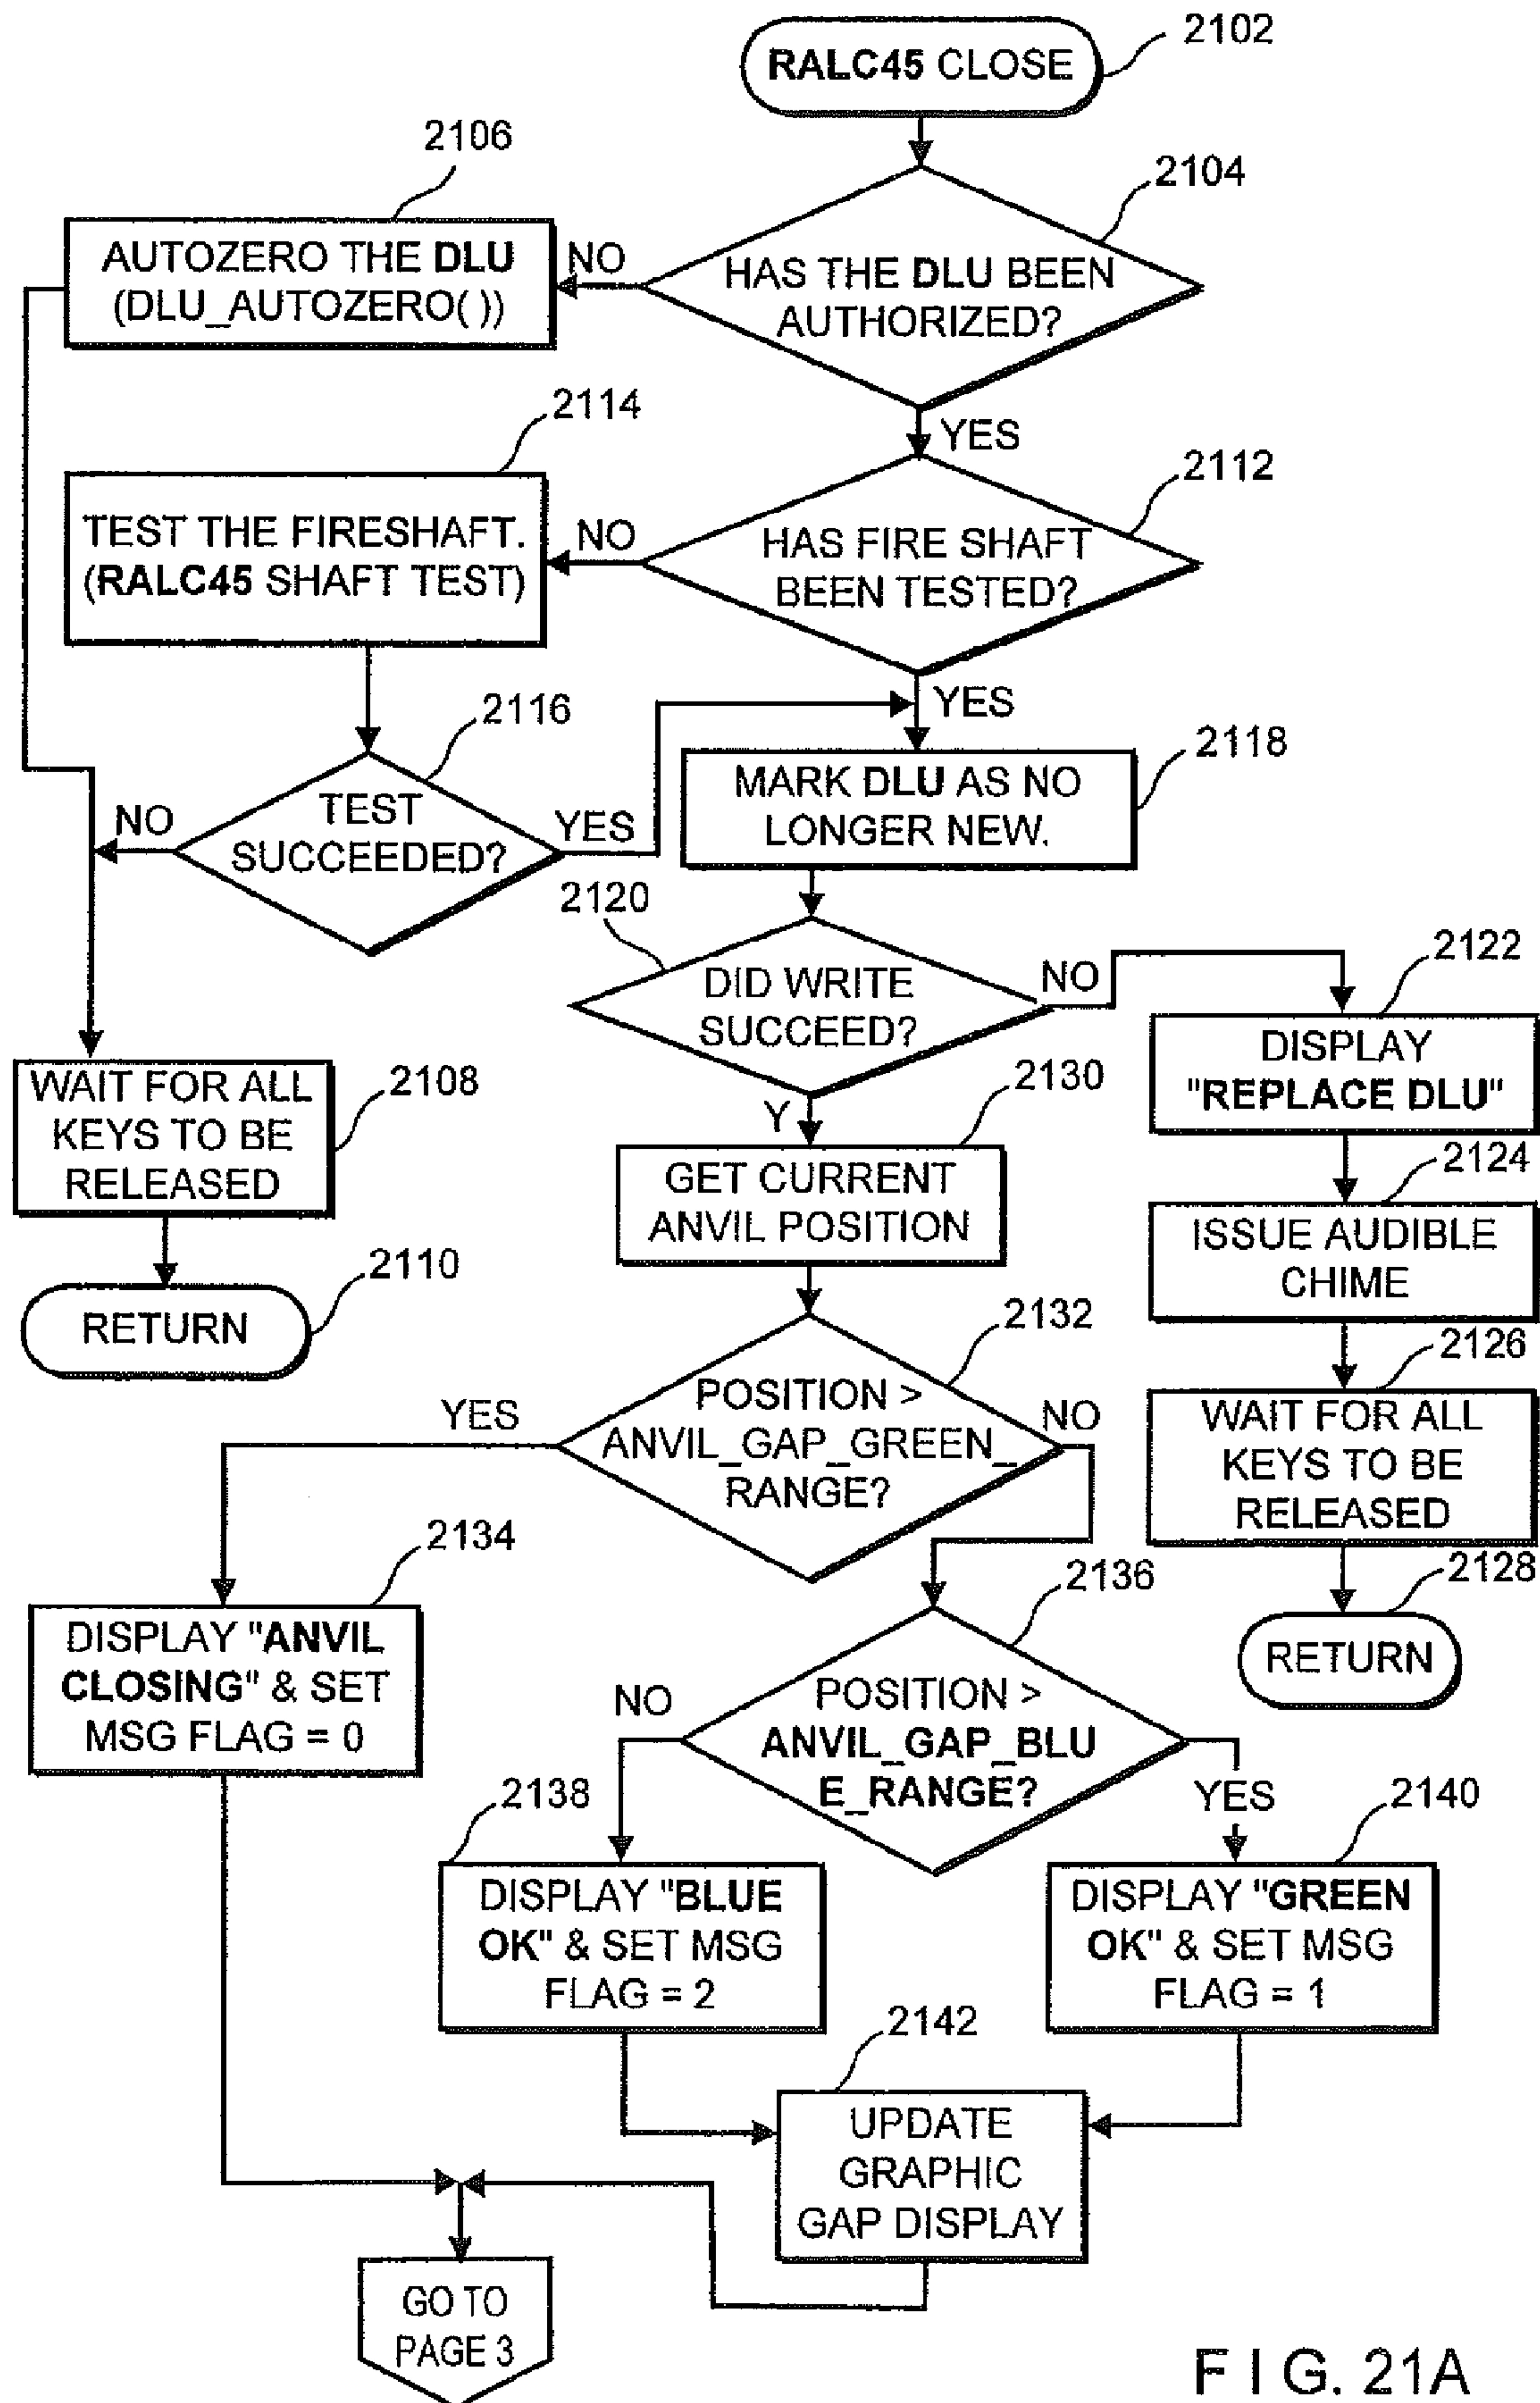 RALC45 CLOSE
2102
2104
HAS THE DLU BEEN
AUTHORIZED?
NO
2106
AUTOZERO THE DLU
(DLU_AUTOZERO( ))
YES
2112
HAS FIRE SHAFT
BEEN TESTED?
NO
2114
TEST THE FIRESHAFT.
(RALC45 SHAFT TEST)
YES
2116
TEST
SUCCEEDED?
NO
YES
2118
MARK DLU AS NO
LONGER NEW.
2108
WAIT FOR ALL
KEYS TO BE
RELEASED
2110
RETURN
2120
DID WRITE
SUCCEED?
NO
2122
DISPLAY
"REPLACE DLU"
2124
ISSUE AUDIBLE
CHIME
2126
WAIT FOR ALL
KEYS TO BE
RELEASED
2128
RETURN
Y
2130
GET CURRENT
ANVIL POSITION
2132
POSITION >
ANVIL_GAP_GREEN_
RANGE?
YES
NO
2134
DISPLAY "ANVIL
CLOSING" & SET
MSG FLAG = 0
2136
POSITION >
ANVIL_GAP_BLU
E_RANGE?
NO
YES
2138
DISPLAY "BLUE
OK" & SET MSG
FLAG = 2
2140
DISPLAY "GREEN
OK" & SET MSG
FLAG = 1
2142
UPDATE
GRAPHIC
GAP DISPLAY
GO TO
PAGE 3
FIG. 21A